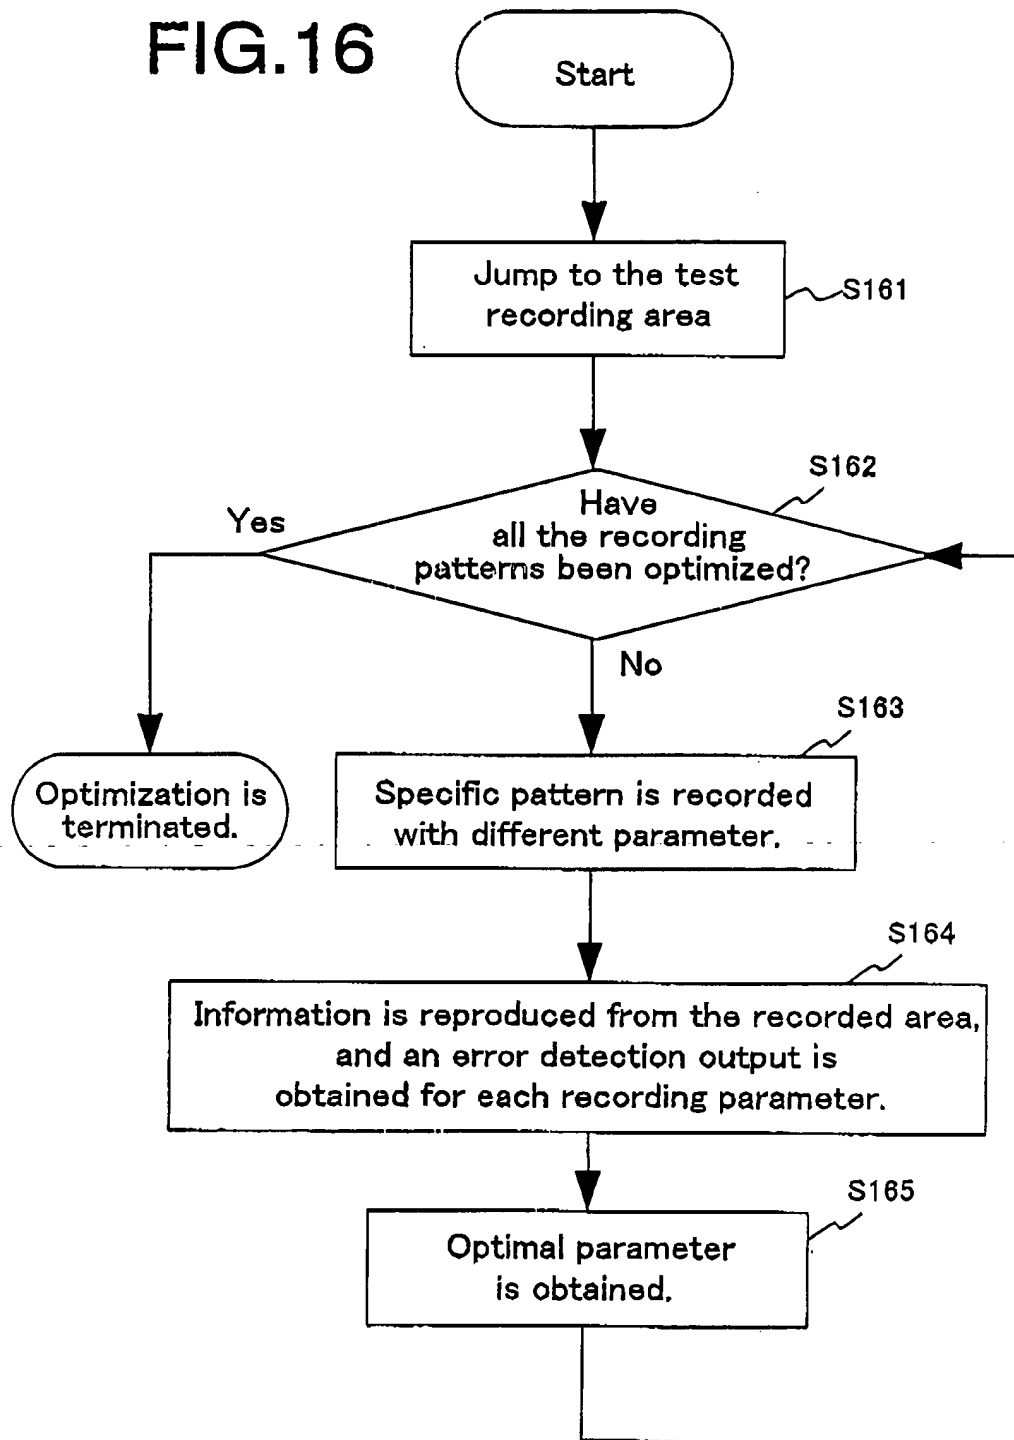 FIG.16
Start
Jump to the test
recording area
S161
S162
Have
all the recording
patterns been optimized?
Yes
No
S163
Optimization is
terminated.
Specific pattern is recorded
with different parameter.
S164
Information is reproduced from the recorded area,
and an error detection output is
obtained for each recording parameter.
S165
Optimal parameter
is obtained.